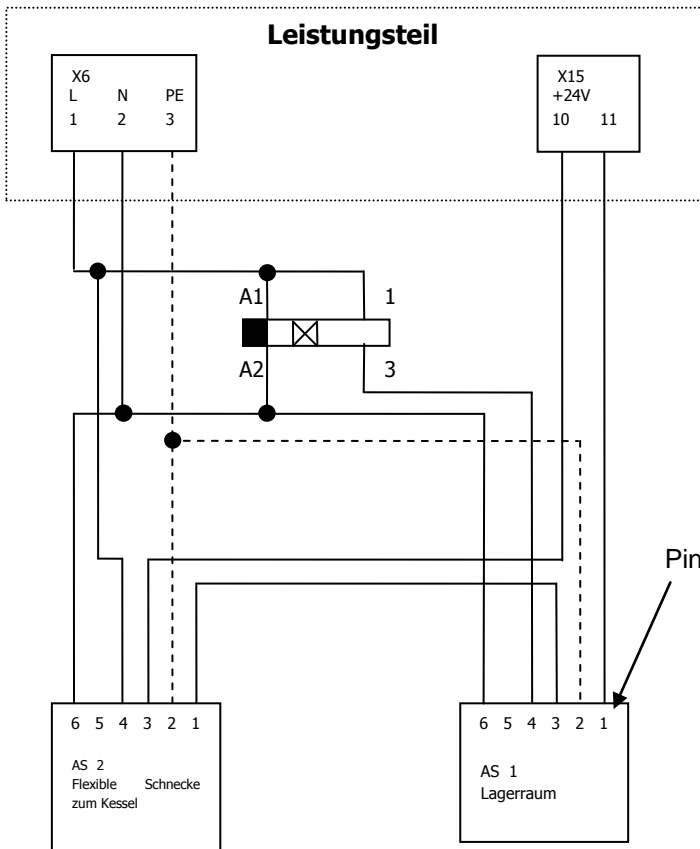 Leistungsteil
X6
L N PE
1 2 3
X15
+24V
10 11
A1 1
A2 3
Pin
6 5 4 3 2 1
AS 2
Flexible Schnecke
zum Kessel
6 5 4 3 2 1
AS 1
Lagerraum